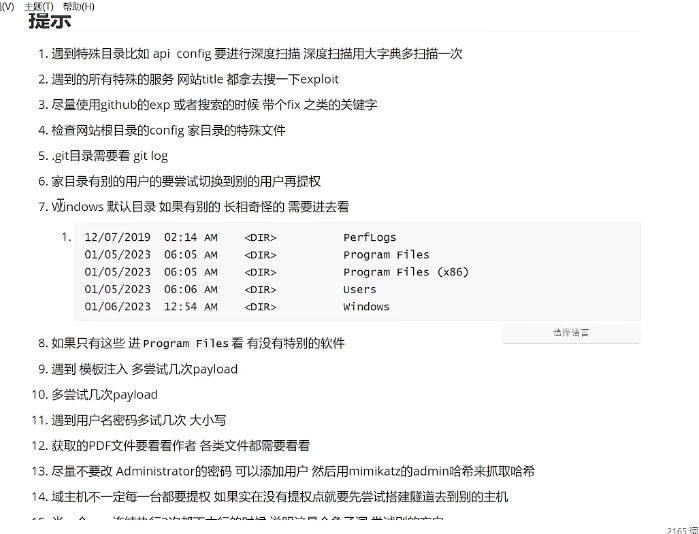 (V) 主题(T) 帮助(H)
提示
1. 遇到特殊目录比如 api config 要进行深度扫描 深度扫描用大字典多扫描一次
2. 遇到的所有特殊的服务 网站title 都拿去搜一下exploit
3. 尽量使用github的exp 或者搜索的时候 带个fix 之类的关键字
4. 检查网站根目录的config 家目录的特殊文件
5. .git目录需要看 git log
6. 家目录有别的用户的要尝试切换到别的用户再提权
7. Windows 默认目录 如果有别的 长相奇怪的 需要进去看
1. 12/07/2019 02:14 AM <DIR> PerfLogs
01/05/2023 06:05 AM <DIR> Program Files
01/05/2023 06:05 AM <DIR> Program Files (x86)
01/05/2023 06:06 AM <DIR> Users
01/06/2023 12:54 AM <DIR> Windows
选择语言
8. 如果只有这些 进 Program Files 看 有没有特别的软件
9. 遇到 模板注入 多尝试几次payload
10. 多尝试几次payload
11. 遇到用户名密码多试几次 大小写
12. 获取的PDF文件要看看作者 各类文件都需要看看
13. 尽量不要改 Administrator的密码 可以添加用户 然后用mimikatz的admin哈希来抓取哈希
14. 域主机不一定每一台都要提权 如果实在没有提权点就要先尝试搭建隧道去到别的主机
2165 词